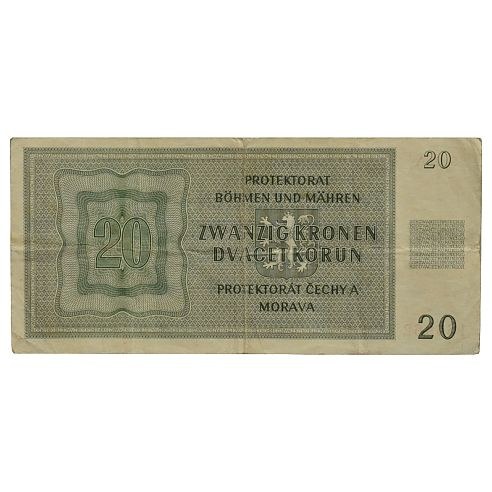 20
PROTEKTORAT
BÖHMEN UND MÄHREN
20
ZWANZIG KRONEN
DVACET KORUN
PROTEKTORÁT ČECHY A
MORAVA
20